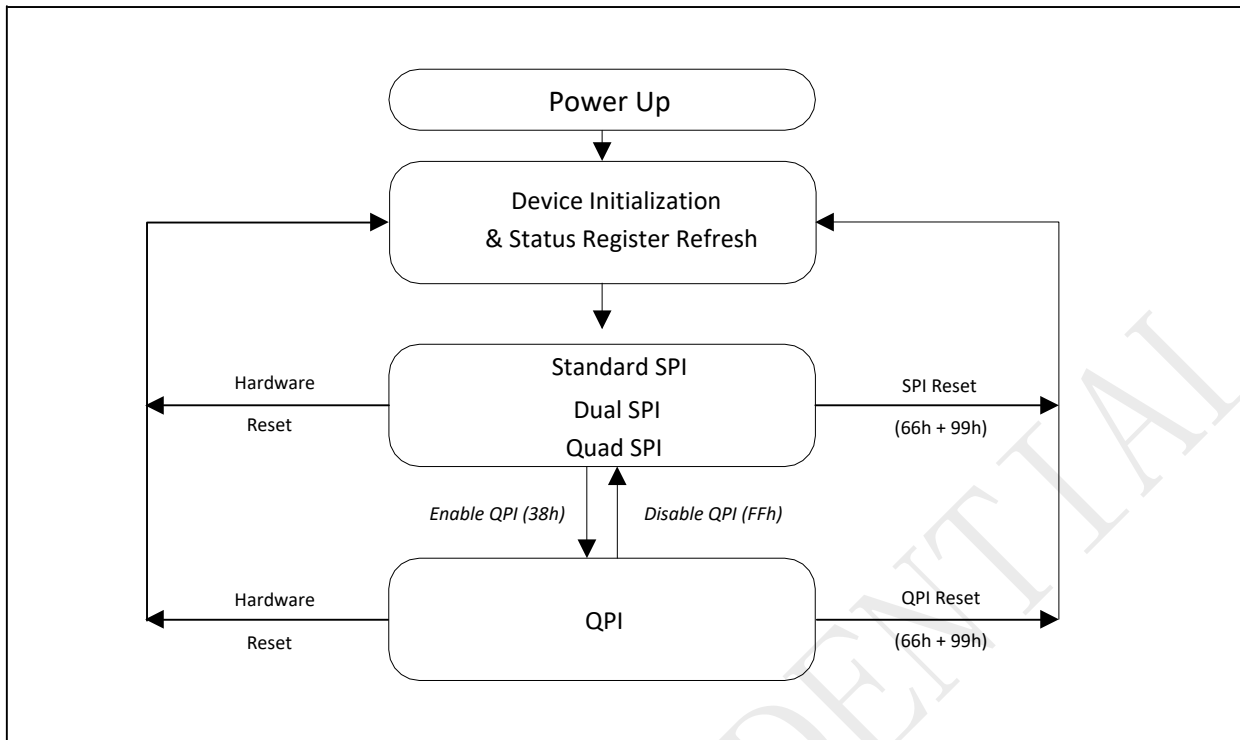 Power Up
Device Initialization
& Status Register Refresh
Standard SPI
Dual SPI
Quad SPI
Hardware
Reset
SPI Reset
(66h + 99h)
Enable QPI (38h)
Disable QPI (FFh)
QPI
Hardware
Reset
QPI Reset
(66h + 99h)
DENTIAL